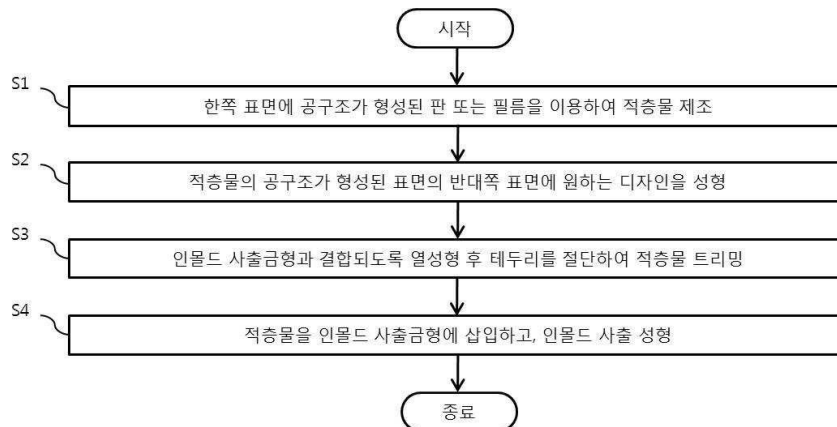 시작
S1
한쪽 표면에 공구조가 형성된 판 또는 필름을 이용하여 적층물 제조
S2
적층물의 공구조가 형성된 표면의 반대쪽 표면에 원하는 디자인을 성형
S3
인몰드 사출금형과 결합되도록 열성형 후 테두리를 절단하여 적층물 트리밍
S4
적층물을 인몰드 사출금형에 삽입하고, 인몰드 사출 성형
종료